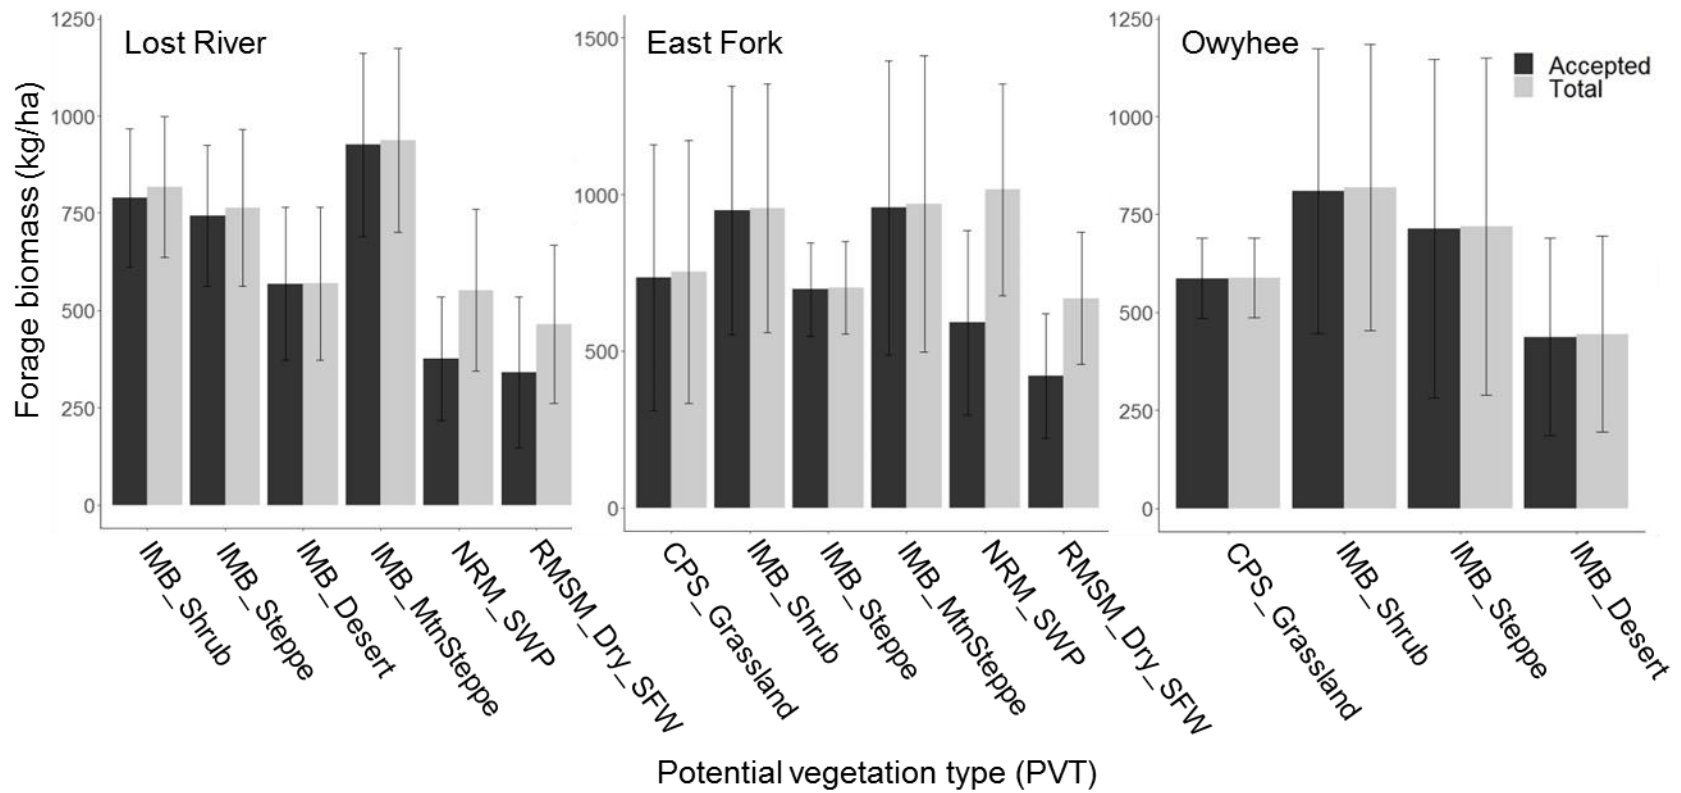 Forage biomass (kg/ha)
Lost River
1250
1000
750
500
250
0
IMB_Shrub
IMB_Steppe
IMB_Desert
IMB_MtnSteppe
NRM_SWP
RMSM_Dry_SFW
East Fork
1500
1000
500
0
CPS_Grassland
IMB_Shrub
IMB_Steppe
IMB_MtnSteppe
NRM_SWP
RMSM_Dry_SFW
Owyhee
1250
1000
750
500
250
0
CPS_Grassland
IMB_Shrub
IMB_Steppe
IMB_Desert
Accepted
Total
Potential vegetation type (PVT)